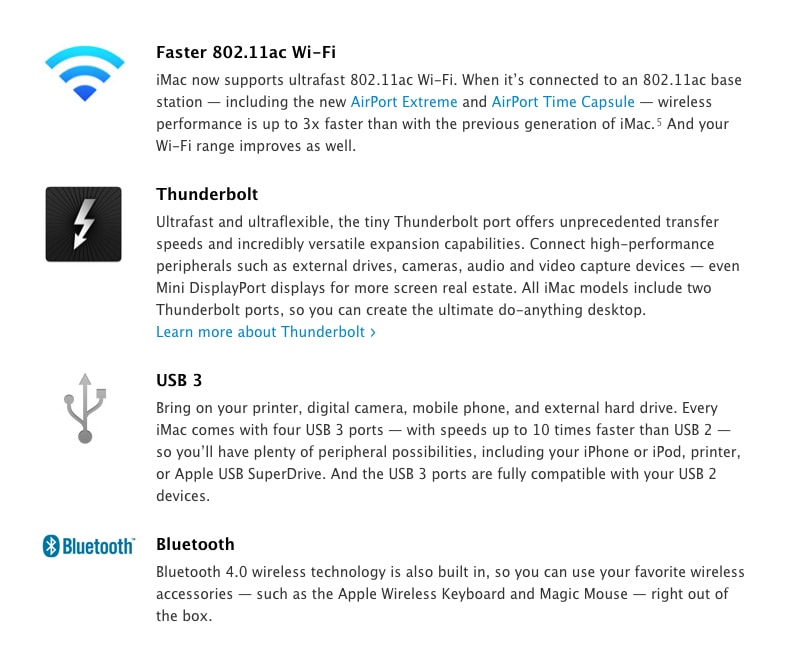 Faster 802.11ac Wi-Fi
iMac now supports ultrafast 802.11ac Wi-Fi. When it’s connected to an 802.11ac base
station — including the new AirPort Extreme and AirPort Time Capsule — wireless
performance is up to 3x faster than with the previous generation of iMac.⁵ And your
Wi-Fi range improves as well.
Thunderbolt
Ultrafast and ultraflexible, the tiny Thunderbolt port offers unprecedented transfer
speeds and incredibly versatile expansion capabilities. Connect high-performance
peripherals such as external drives, cameras, audio and video capture devices — even
Mini DisplayPort displays for more screen real estate. All iMac models include two
Thunderbolt ports, so you can create the ultimate do-anything desktop.
Learn more about Thunderbolt ›
USB 3
Bring on your printer, digital camera, mobile phone, and external hard drive. Every
iMac comes with four USB 3 ports — with speeds up to 10 times faster than USB 2 —
so you’ll have plenty of peripheral possibilities, including your iPhone or iPod, printer,
or Apple USB SuperDrive. And the USB 3 ports are fully compatible with your USB 2
devices.
Bluetooth™
Bluetooth
Bluetooth 4.0 wireless technology is also built in, so you can use your favorite wireless
accessories — such as the Apple Wireless Keyboard and Magic Mouse — right out of
the box.